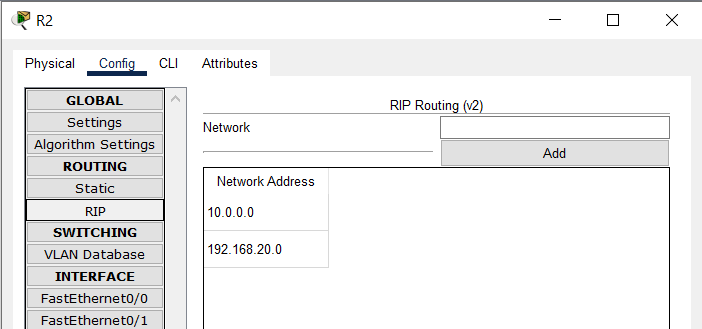 R2
Physical Config CLI Attributes
GLOBAL
Settings
Algorithm Settings
ROUTING
Static
RIP
SWITCHING
VLAN Database
INTERFACE
FastEthernet0/0
FastEthernet0/1
RIP Routing (v2)
Network
Add
Network Address
10.0.0.0
192.168.20.0